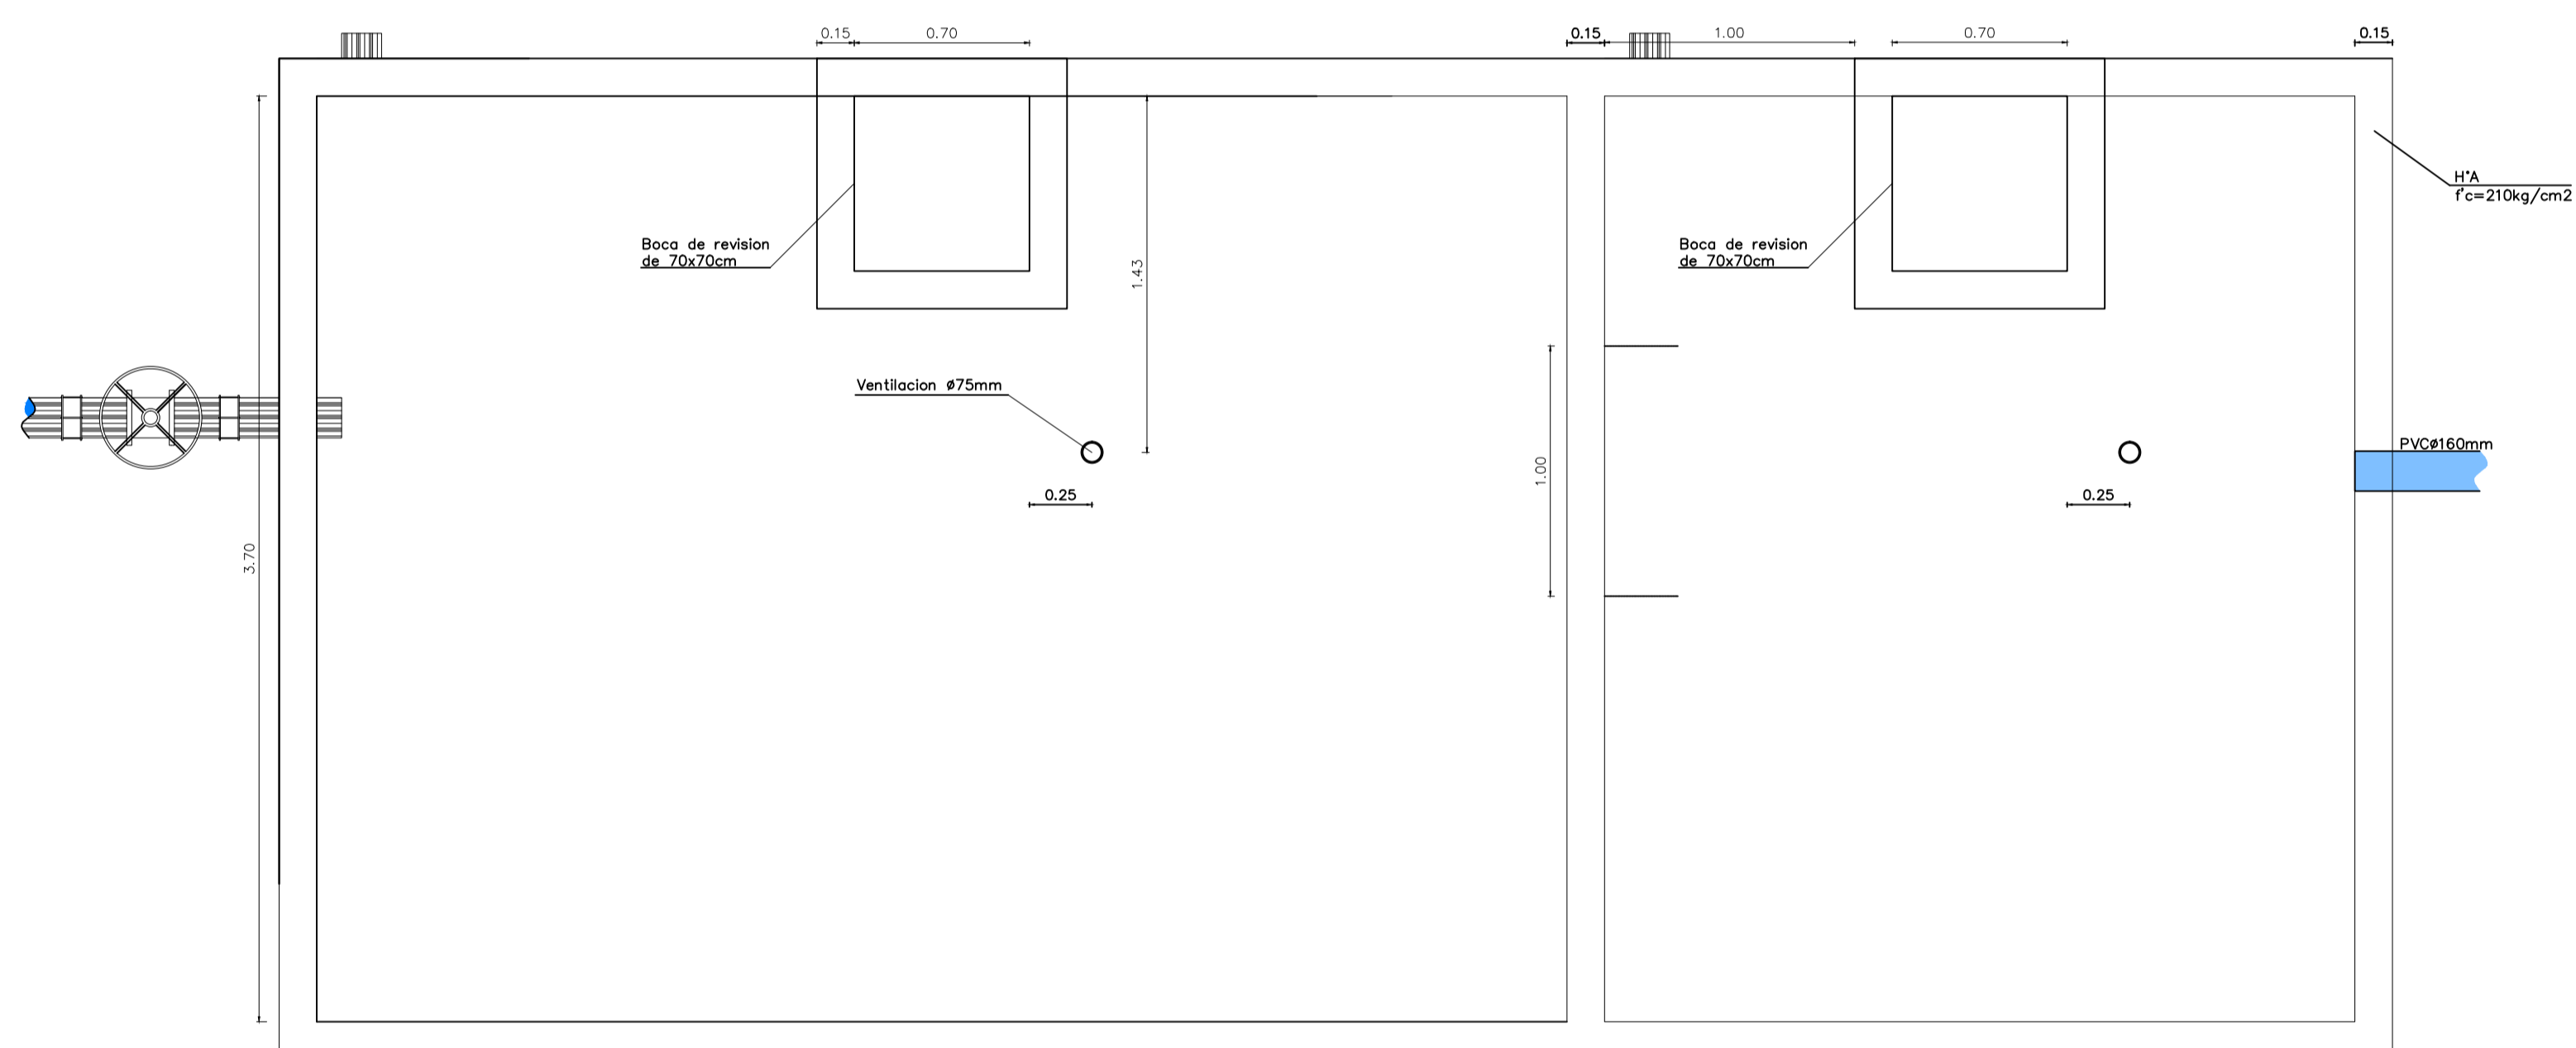 0.15
0.70
0.15
1.00
0.70
0.15
H°A
f'c=210kg/cm2
Boca de revision
de 70x70cm
Boca de revision
de 70x70cm
1.43
Ventilacion ø75mm
PVCø160mm
1.00
0.25
0.25
3.70